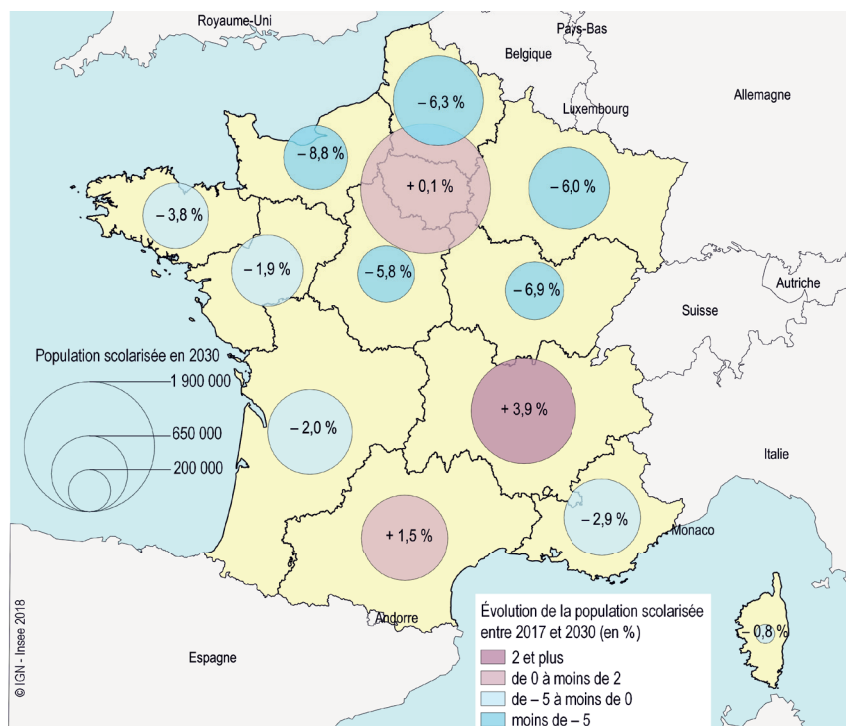 Royaume-Uni
Pays-Bas
Belgique
Luxembourg
Allemagne
– 6,3 %
– 8,8 %
+ 0,1 %
– 6,0 %
– 3,8 %
– 1,9 %
– 5,8 %
– 6,9 %
Suisse
Autriche
Population scolarisée en 2030
1 900 000
650 000
200 000
+ 3,9 %
– 2,0 %
Italie
+ 1,5 %
– 2,9 %
Monaco
Andorre
Espagne
– 0,8 %
Évolution de la population scolarisée
entre 2017 et 2030 (en %)
2 et plus
de 0 à moins de 2
de – 5 à moins de 0
moins de – 5
© IGN - Insee 2018